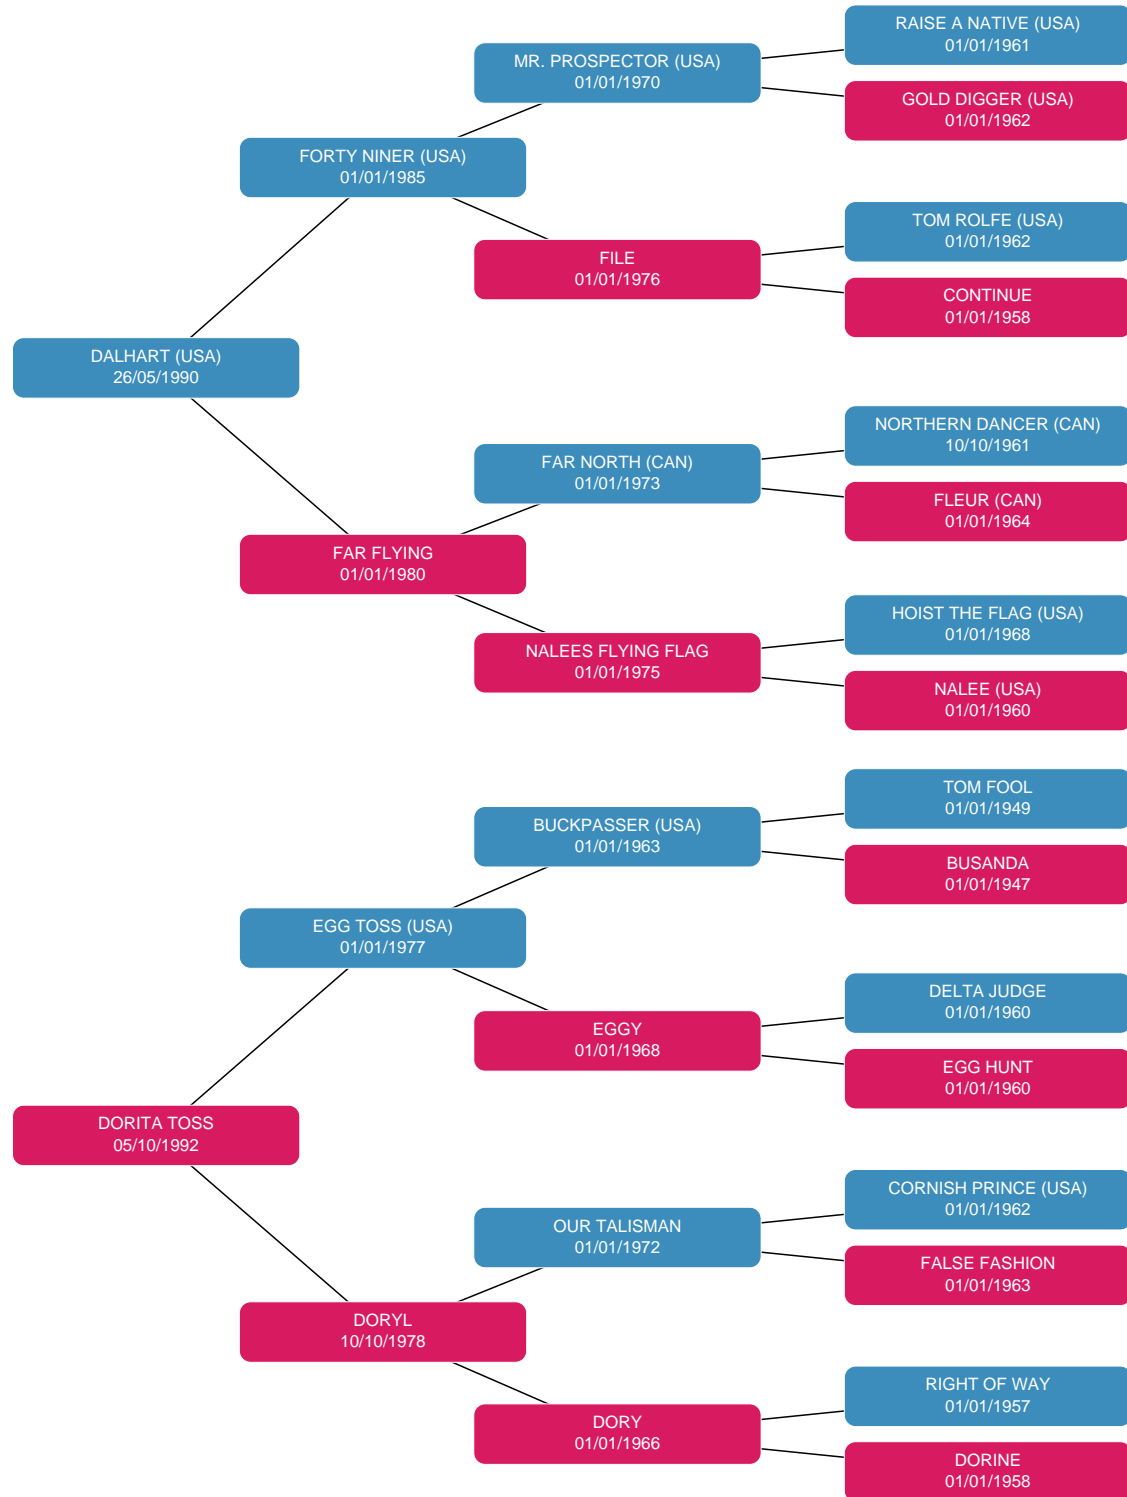 RAISE A NATIVE (USA)
01/01/1961
MR. PROSPECTOR (USA)
01/01/1970
GOLD DIGGER (USA)
01/01/1962
FORTY NINER (USA)
01/01/1985
TOM ROLFE (USA)
01/01/1962
FILE
01/01/1976
CONTINUE
01/01/1958
DALHART (USA)
26/05/1990
NORTHERN DANCER (CAN)
10/10/1961
FAR NORTH (CAN)
01/01/1973
FLEUR (CAN)
01/01/1964
FAR FLYING
01/01/1980
HOIST THE FLAG (USA)
01/01/1968
NALEES FLYING FLAG
01/01/1975
NALEE (USA)
01/01/1960
TOM FOOL
01/01/1949
BUCKPASSER (USA)
01/01/1963
BUSANDA
01/01/1947
EGG TOSS (USA)
01/01/1977
DELTA JUDGE
01/01/1960
EGGY
01/01/1968
EGG HUNT
01/01/1960
DORITA TOSS
05/10/1992
CORNISH PRINCE (USA)
01/01/1962
OUR TALISMAN
01/01/1972
FALSE FASHION
01/01/1963
DORYL
10/10/1978
RIGHT OF WAY
01/01/1957
DORY
01/01/1966
DORINE
01/01/1958